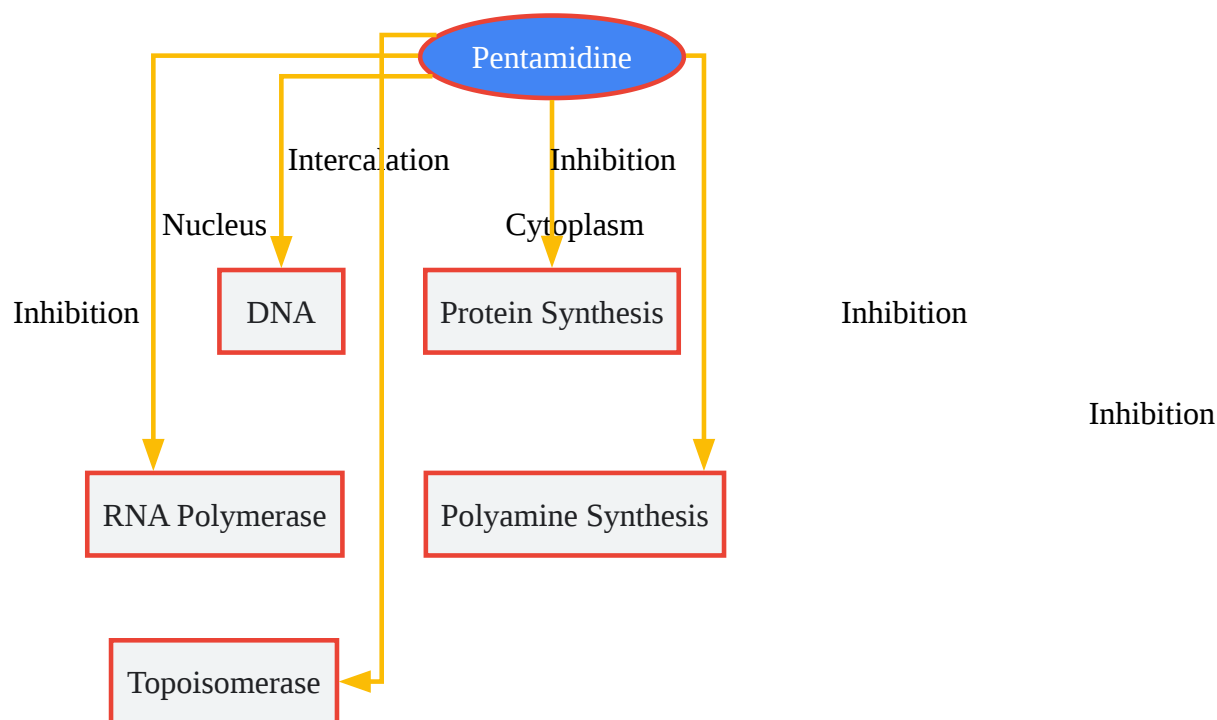 Pentamidine
Intercalation
Inhibition
Nucleus
Cytoplasm
Inhibition
DNA
Protein Synthesis
Inhibition
Inhibition
RNA Polymerase
Polyamine Synthesis
Topoisomerase